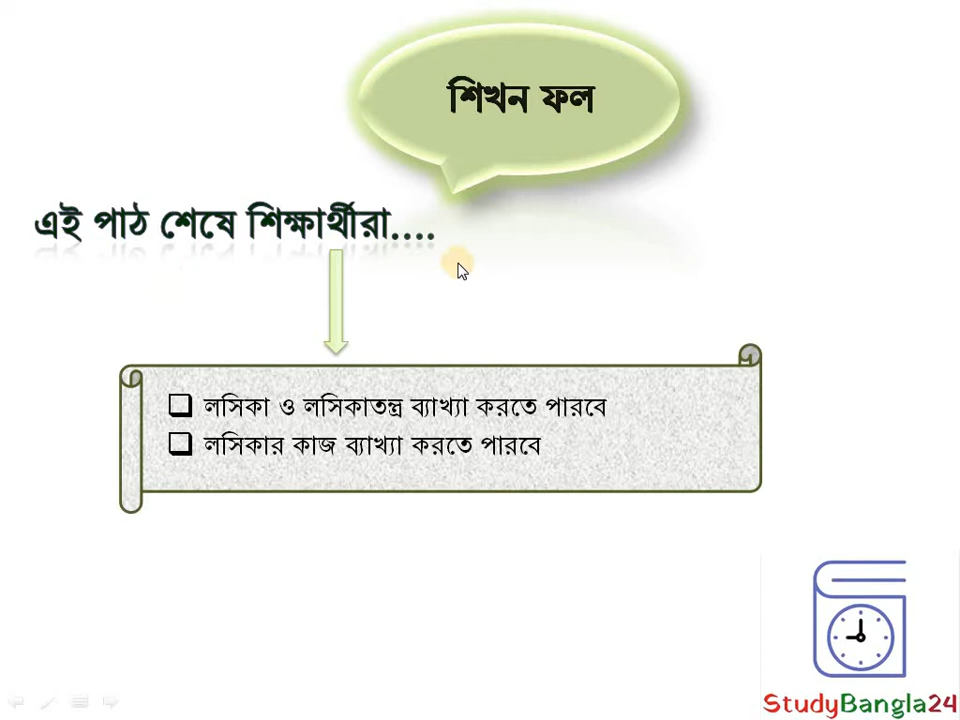 শিখন ফল
এই পাঠ শেষে শিক্ষার্থীরা....
লসিকা ও লসিকাতন্ত্র ব্যাখ্যা করতে পারবে
লসিকার কাজ ব্যাখ্যা করতে পারবে
StudyBangla24